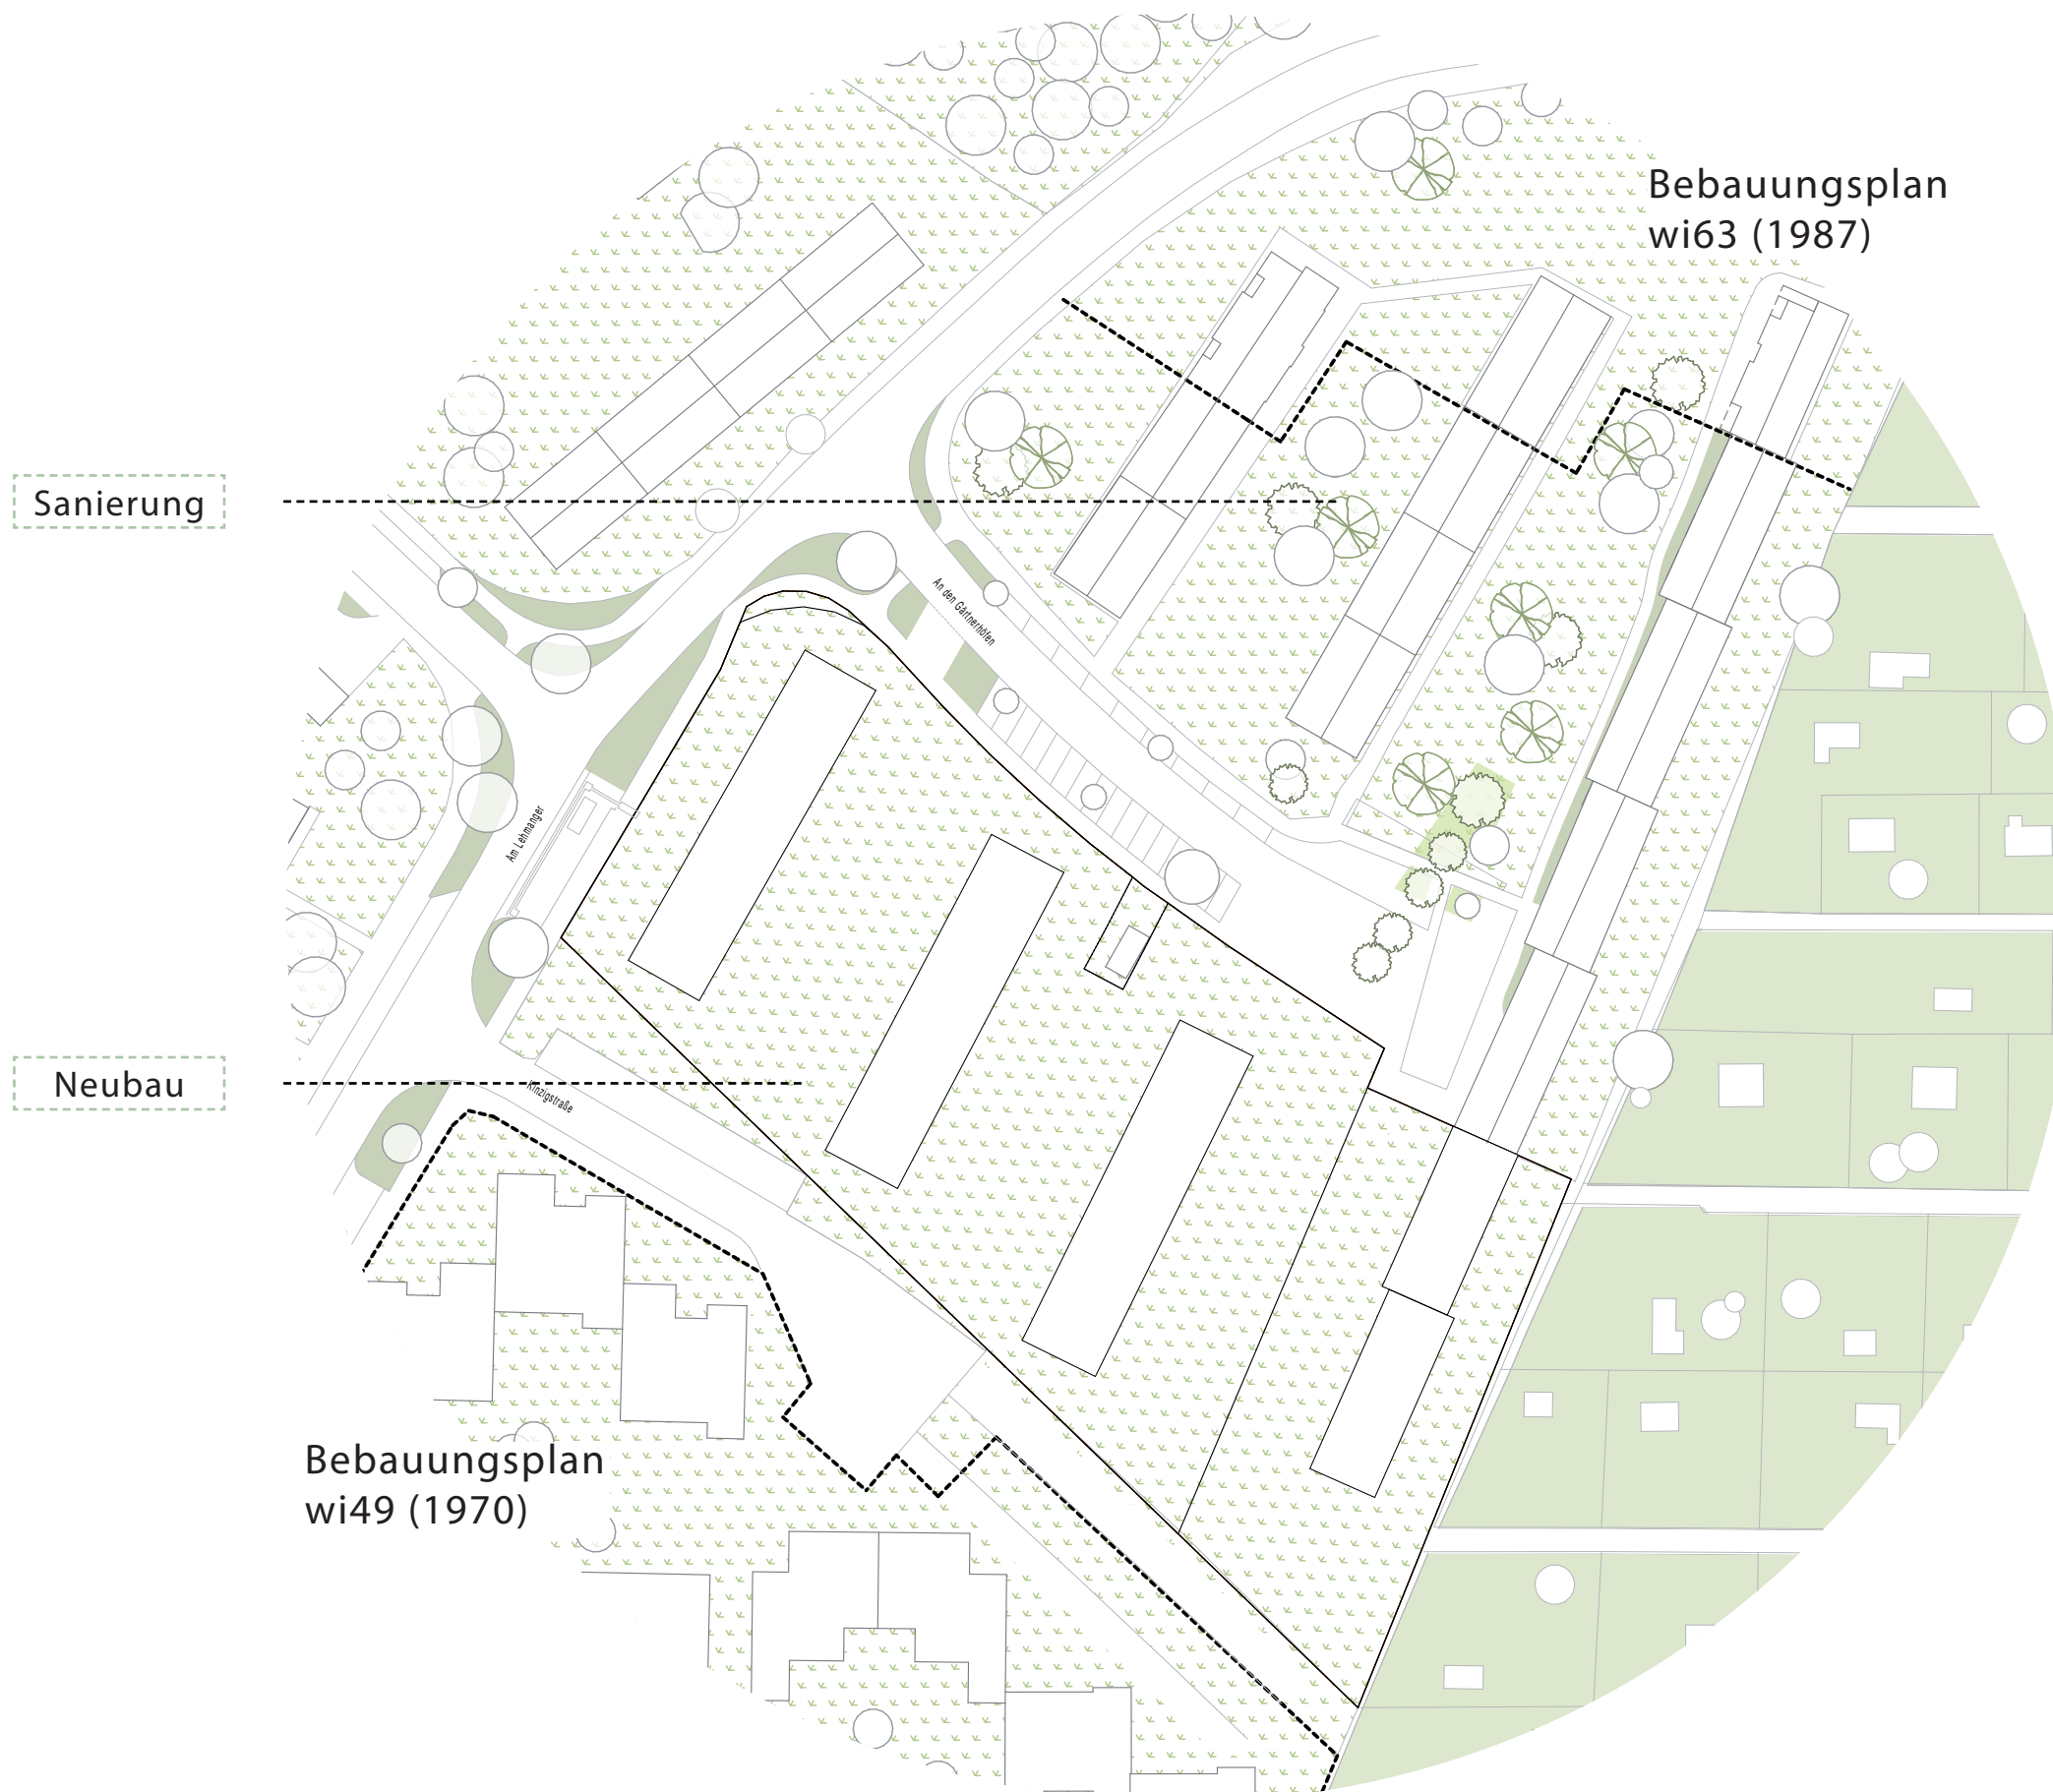 Bebauungsplan
wi63 (1987)
Sanierung
An den Gärtnerhöfen
Am Lehmanger
Neubau
Kinzigstraße
Bebauungsplan
wi49 (1970)